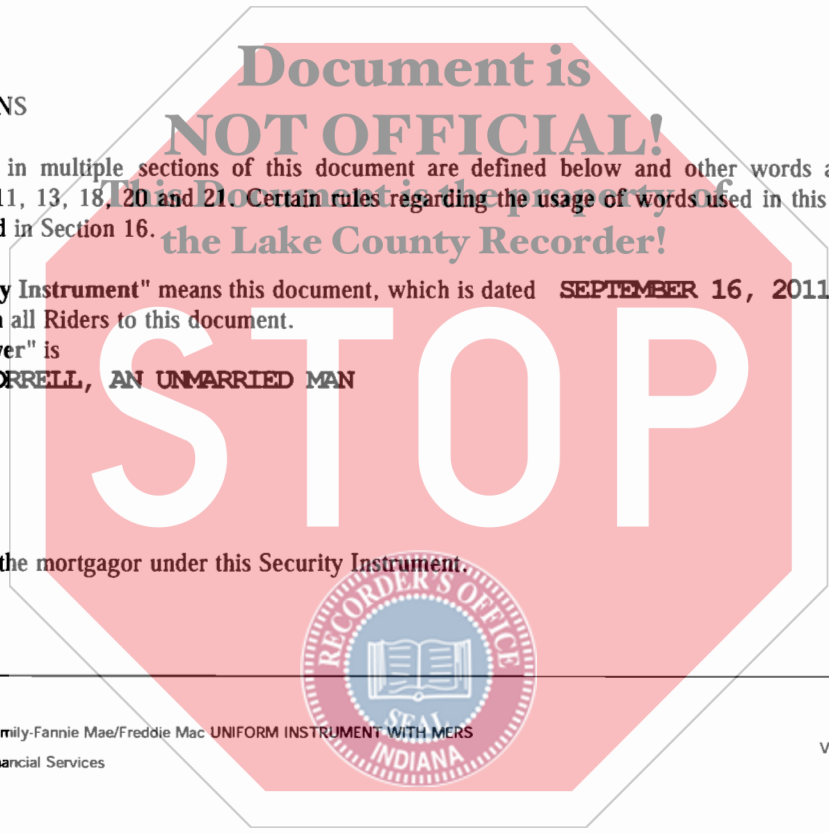 Document is
NOT OFFICIAL!
This Document is the property of
the Lake County Recorder!
NS
in multiple sections of this document are defined below and other words a
11, 13, 18, 20 and 21. Certain rules regarding the usage of words used in this
d in Section 16.
y Instrument" means this document, which is dated SEPTEMBER 16, 2011
all Riders to this document.
er" is
ORRELL, AN UNMARRIED MAN
STOP
the mortgagor under this Security Instrument.
RECORDER'S OFFICE
SEAL
INDIANA
mily-Fannie Mae/Freddie Mac UNIFORM INSTRUMENT WITH MERS
ancial Services
V